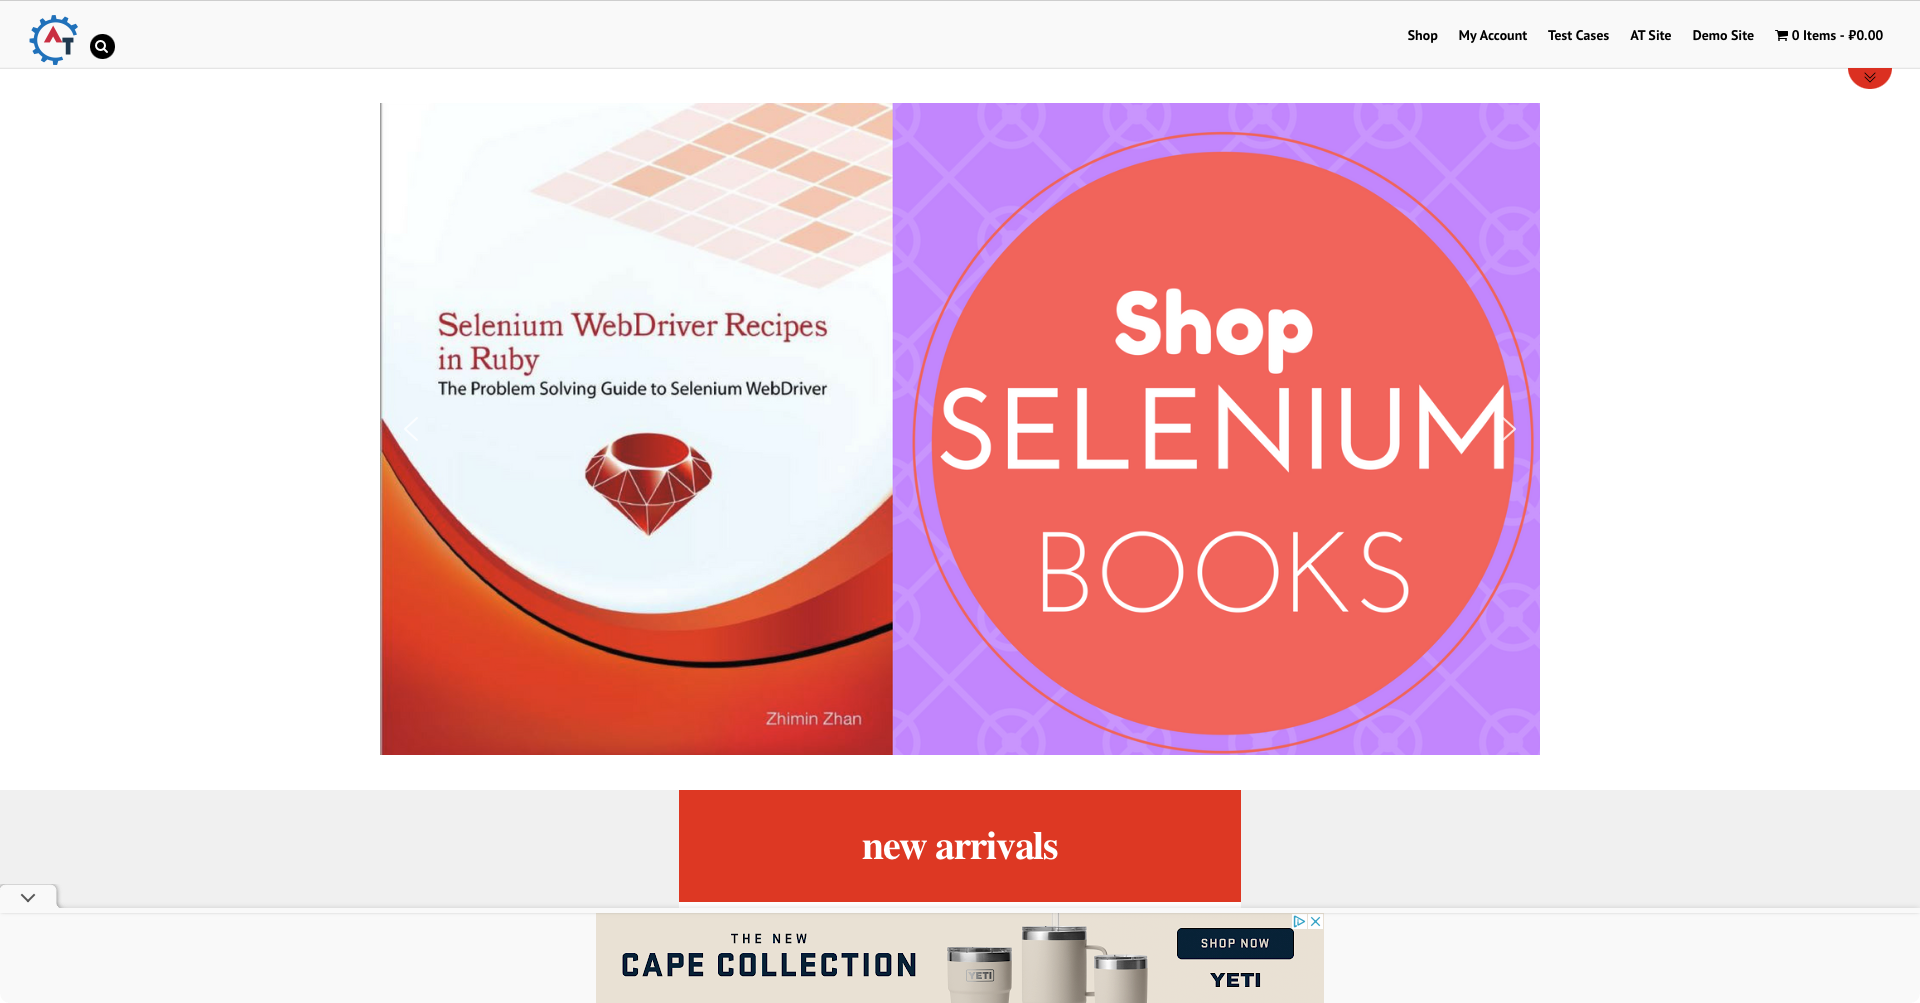 AT
Shop
My Account
Test Cases
AT Site
Demo Site
0 Items - ₽0.00
Selenium WebDriver Recipes
in Ruby
The Problem Solving Guide to Selenium WebDriver
Zhimin Zhan
Shop
SELENIUM
BOOKS
new arrivals
THE NEW
CAPE COLLECTION
YETI
SHOP NOW
YETI